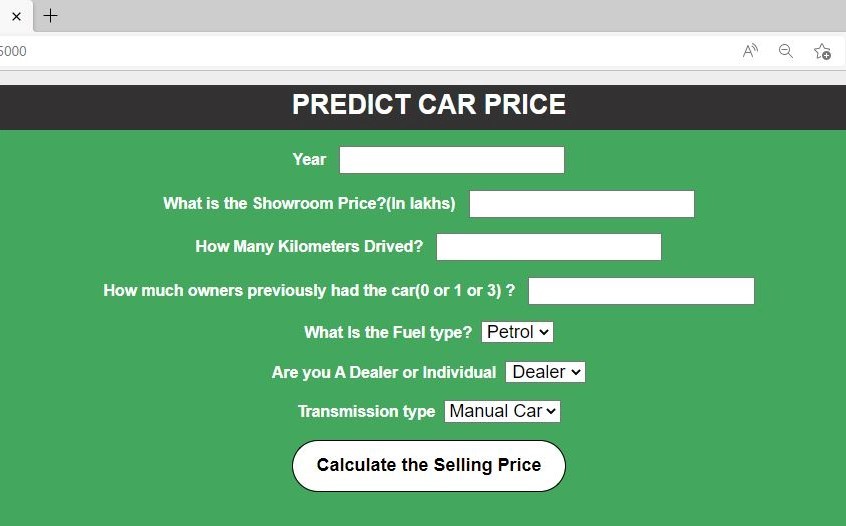 5000
PREDICT CAR PRICE
Year
What is the Showroom Price?(In lakhs)
How Many Kilometers Drived?
How much owners previously had the car(0 or 1 or 3) ?
What Is the Fuel type? Petrol
Are you A Dealer or Individual Dealer
Transmission type Manual Car
Calculate the Selling Price